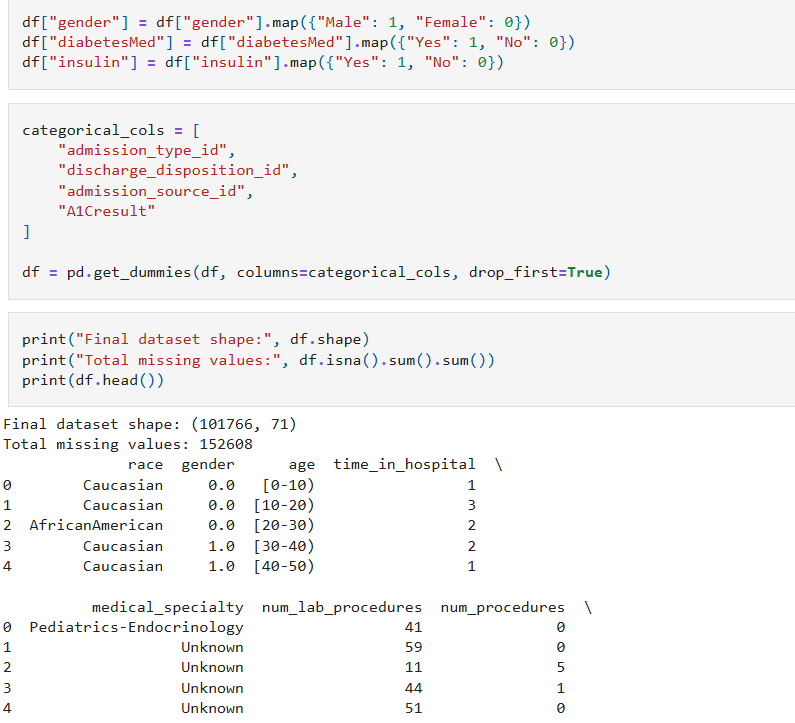 df["gender"] = df["gender"].map({"Male": 1, "Female": 0})
df["diabetesMed"] = df["diabetesMed"].map({"Yes": 1, "No": 0})
df["insulin"] = df["insulin"].map({"Yes": 1, "No": 0})
categorical_cols = [
    "admission_type_id",
    "discharge_disposition_id",
    "admission_source_id",
    "A1Cresult"
]
df = pd.get_dummies(df, columns=categorical_cols, drop_first=True)
print("Final dataset shape:", df.shape)
print("Total missing values:", df.isna().sum().sum())
print(df.head())
Final dataset shape: (101766, 71)
Total missing values: 152608
              race  gender      age  time_in_hospital  \
0        Caucasian     0.0   [0-10)                 1
1        Caucasian     0.0  [10-20)                 3
2  AfricanAmerican     0.0  [20-30)                 2
3        Caucasian     1.0  [30-40)                 2
4        Caucasian     1.0  [40-50)                 1
          medical_specialty  num_lab_procedures  num_procedures  \
0  Pediatrics-Endocrinology                  41               0
1                   Unknown                  59               0
2                   Unknown                  11               5
3                   Unknown                  44               1
4                   Unknown                  51               0